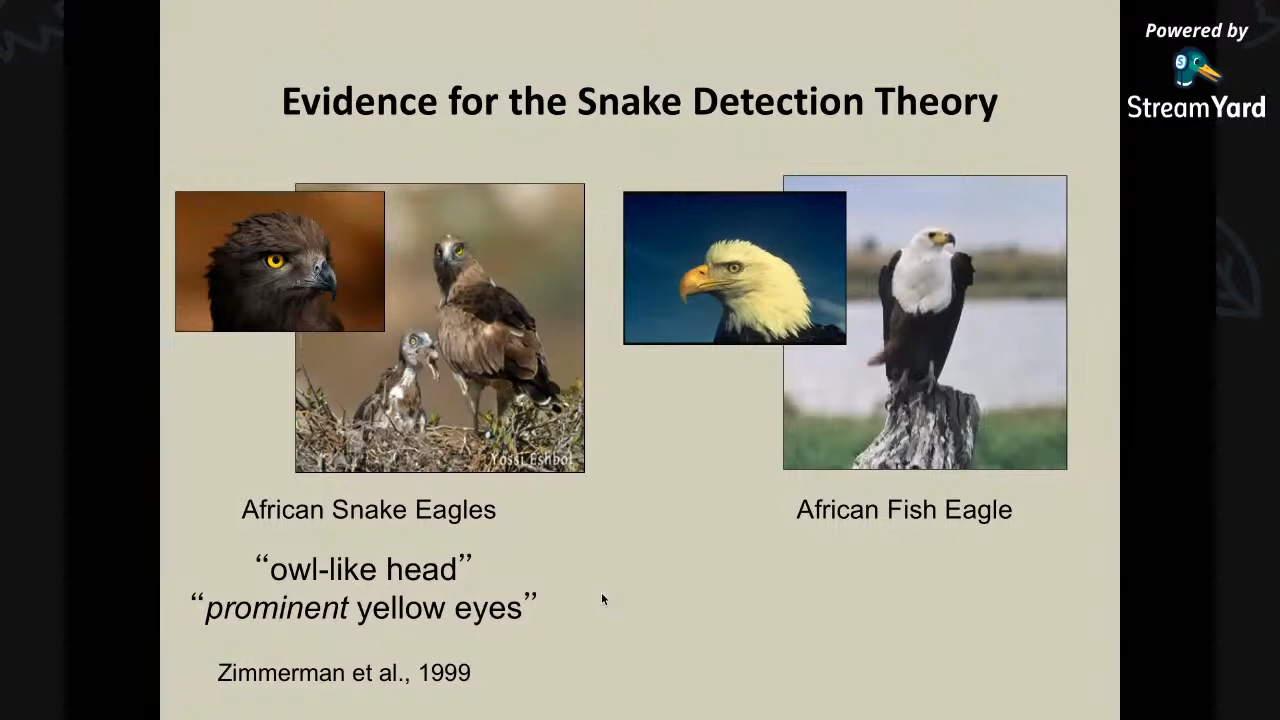 Powered by
StreamYard
Evidence for the Snake Detection Theory
Yossi Eshbol
African Snake Eagles
African Fish Eagle
“owl-like head”
“prominent yellow eyes”
Zimmerman et al., 1999